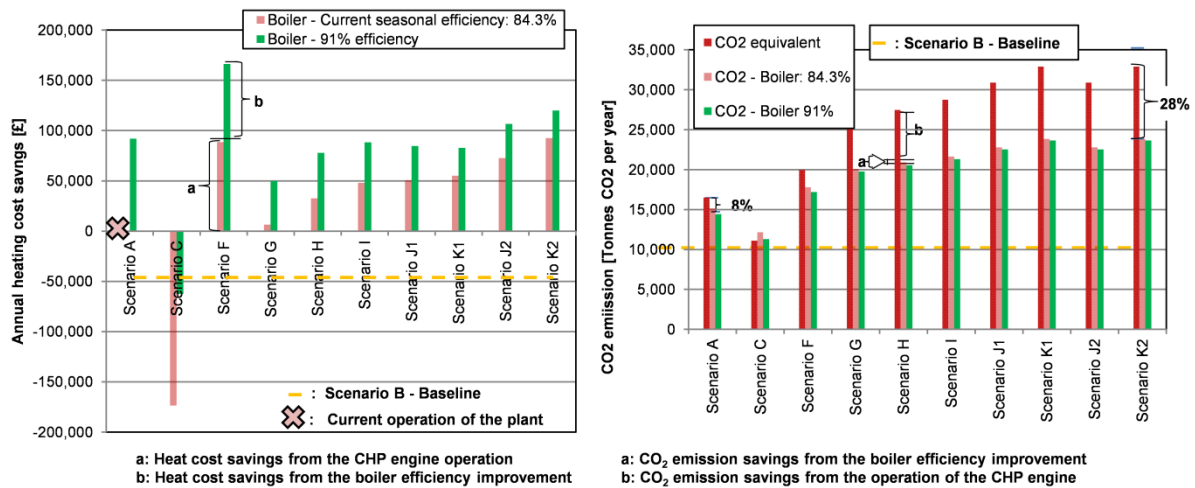 Boiler - Current seasonal efficiency: 84.3%
Boiler - 91% efficiency
Annual heating cost savngs [£]
200,000
150,000
100,000
50,000
0
-50,000
-100,000
-150,000
-200,000
b
a
Scenario A
Scenario C
Scenario F
Scenario G
Scenario H
Scenario I
Scenario J1
Scenario K1
Scenario J2
Scenario K2
: Scenario B - Baseline
: Current operation of the plant
a: Heat cost savings from the CHP engine operation
b: Heat cost savings from the boiler efficiency improvement
CO2 equivalent
CO2 - Boiler: 84.3%
CO2 - Boiler 91%
: Scenario B - Baseline
CO2 emiission [Tonnes CO2 per year]
35,000
30,000
25,000
20,000
15,000
10,000
5,000
0
8%
a
b
28%
Scenario A
Scenario C
Scenario F
Scenario G
Scenario H
Scenario I
Scenario J1
Scenario K1
Scenario J2
Scenario K2
a: CO₂ emission savings from the boiler efficiency improvement
b: CO₂ emission savings from the operation of the CHP engine